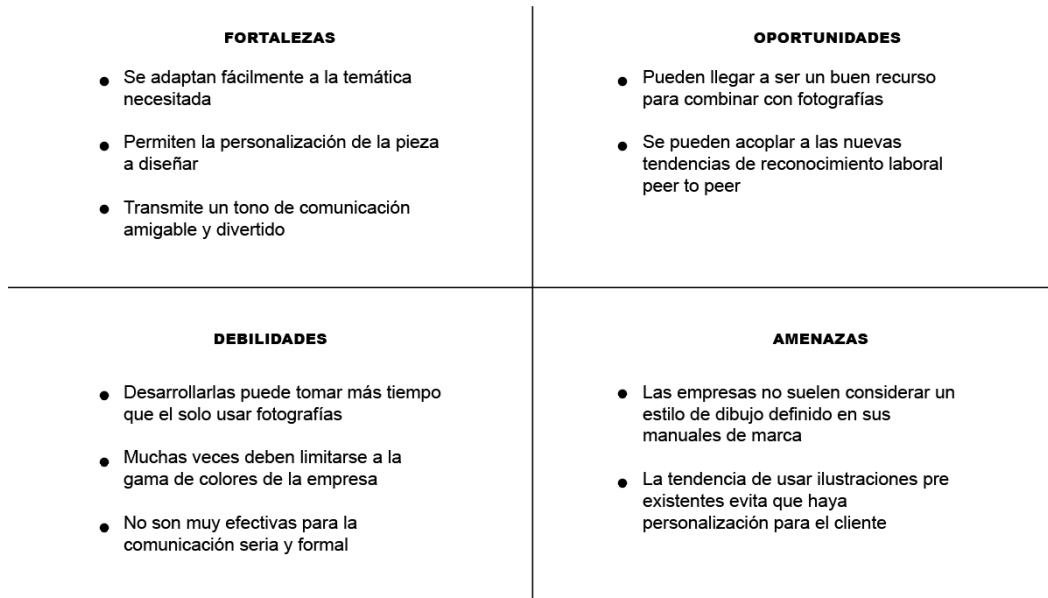 FORTALEZAS
● Se adaptan fácilmente a la temática
necesitada
● Permiten la personalización de la pieza
a diseñar
● Transmite un tono de comunicación
amigable y divertido
OPORTUNIDADES
● Pueden llegar a ser un buen recurso
para combinar con fotografías
● Se pueden acoplar a las nuevas
tendencias de reconocimiento laboral
peer to peer
DEBILIDADES
● Desarrollarlas puede tomar más tiempo
que el solo usar fotografías
● Muchas veces deben limitarse a la
gama de colores de la empresa
● No son muy efectivas para la
comunicación seria y formal
AMENAZAS
● Las empresas no suelen considerar un
estilo de dibujo definido en sus
manuales de marca
● La tendencia de usar ilustraciones pre
existentes evita que haya
personalización para el cliente